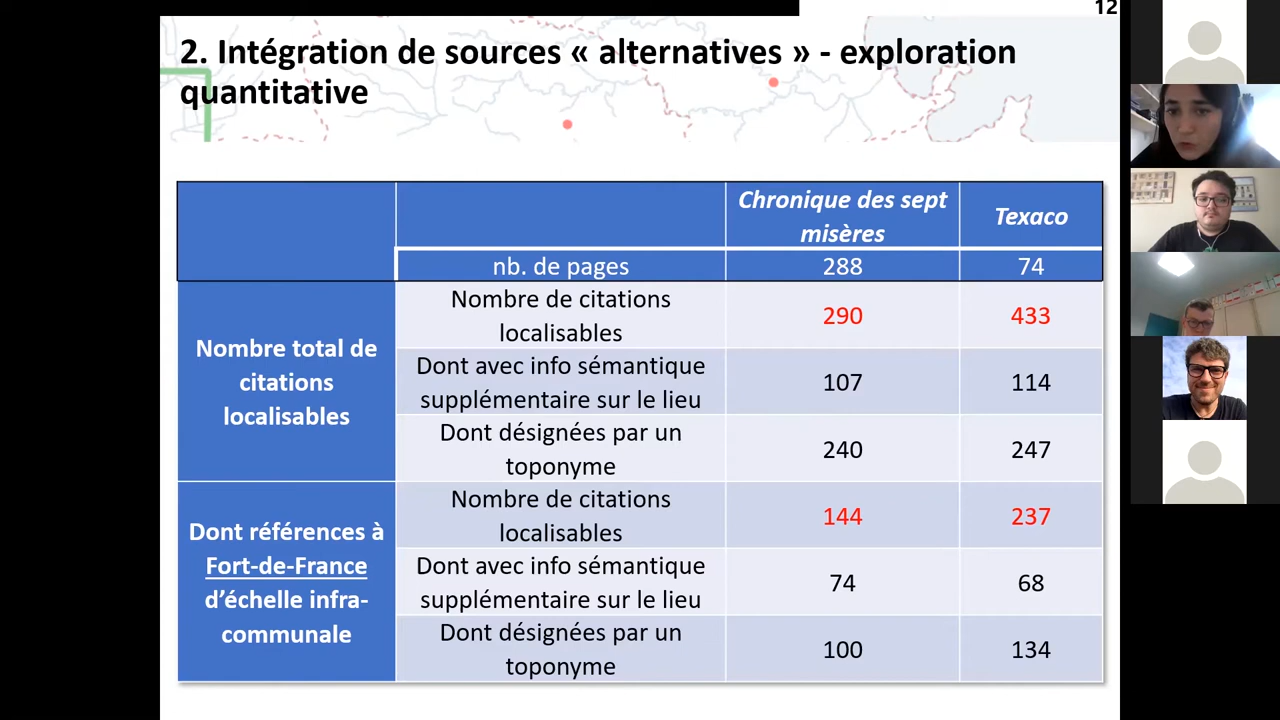 12
2. Intégration de sources « alternatives » - exploration
quantitative
Chronique des sept
misères
Texaco
nb. de pages
288
74
Nombre total de
citations
localisables
Nombre de citations
localisables
290
433
Dont avec info sémantique
supplémentaire sur le lieu
107
114
Dont désignées par un
toponyme
240
247
Dont références à
Fort-de-France
d’échelle infra-
communale
Nombre de citations
localisables
144
237
Dont avec info sémantique
supplémentaire sur le lieu
74
68
Dont désignées par un
toponyme
100
134